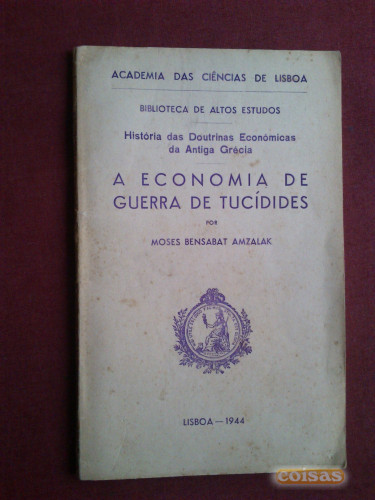 ACADEMIA DAS CIÊNCIAS DE LISBOA
BIBLIOTECA DE ALTOS ESTUDOS
História das Doutrinas Económicas
da Antiga Grécia
A ECONOMIA DE
GUERRA DE TUCÍDIDES
POR
MOSES BENSABAT AMZALAK
LISBOA — 1944
coisas